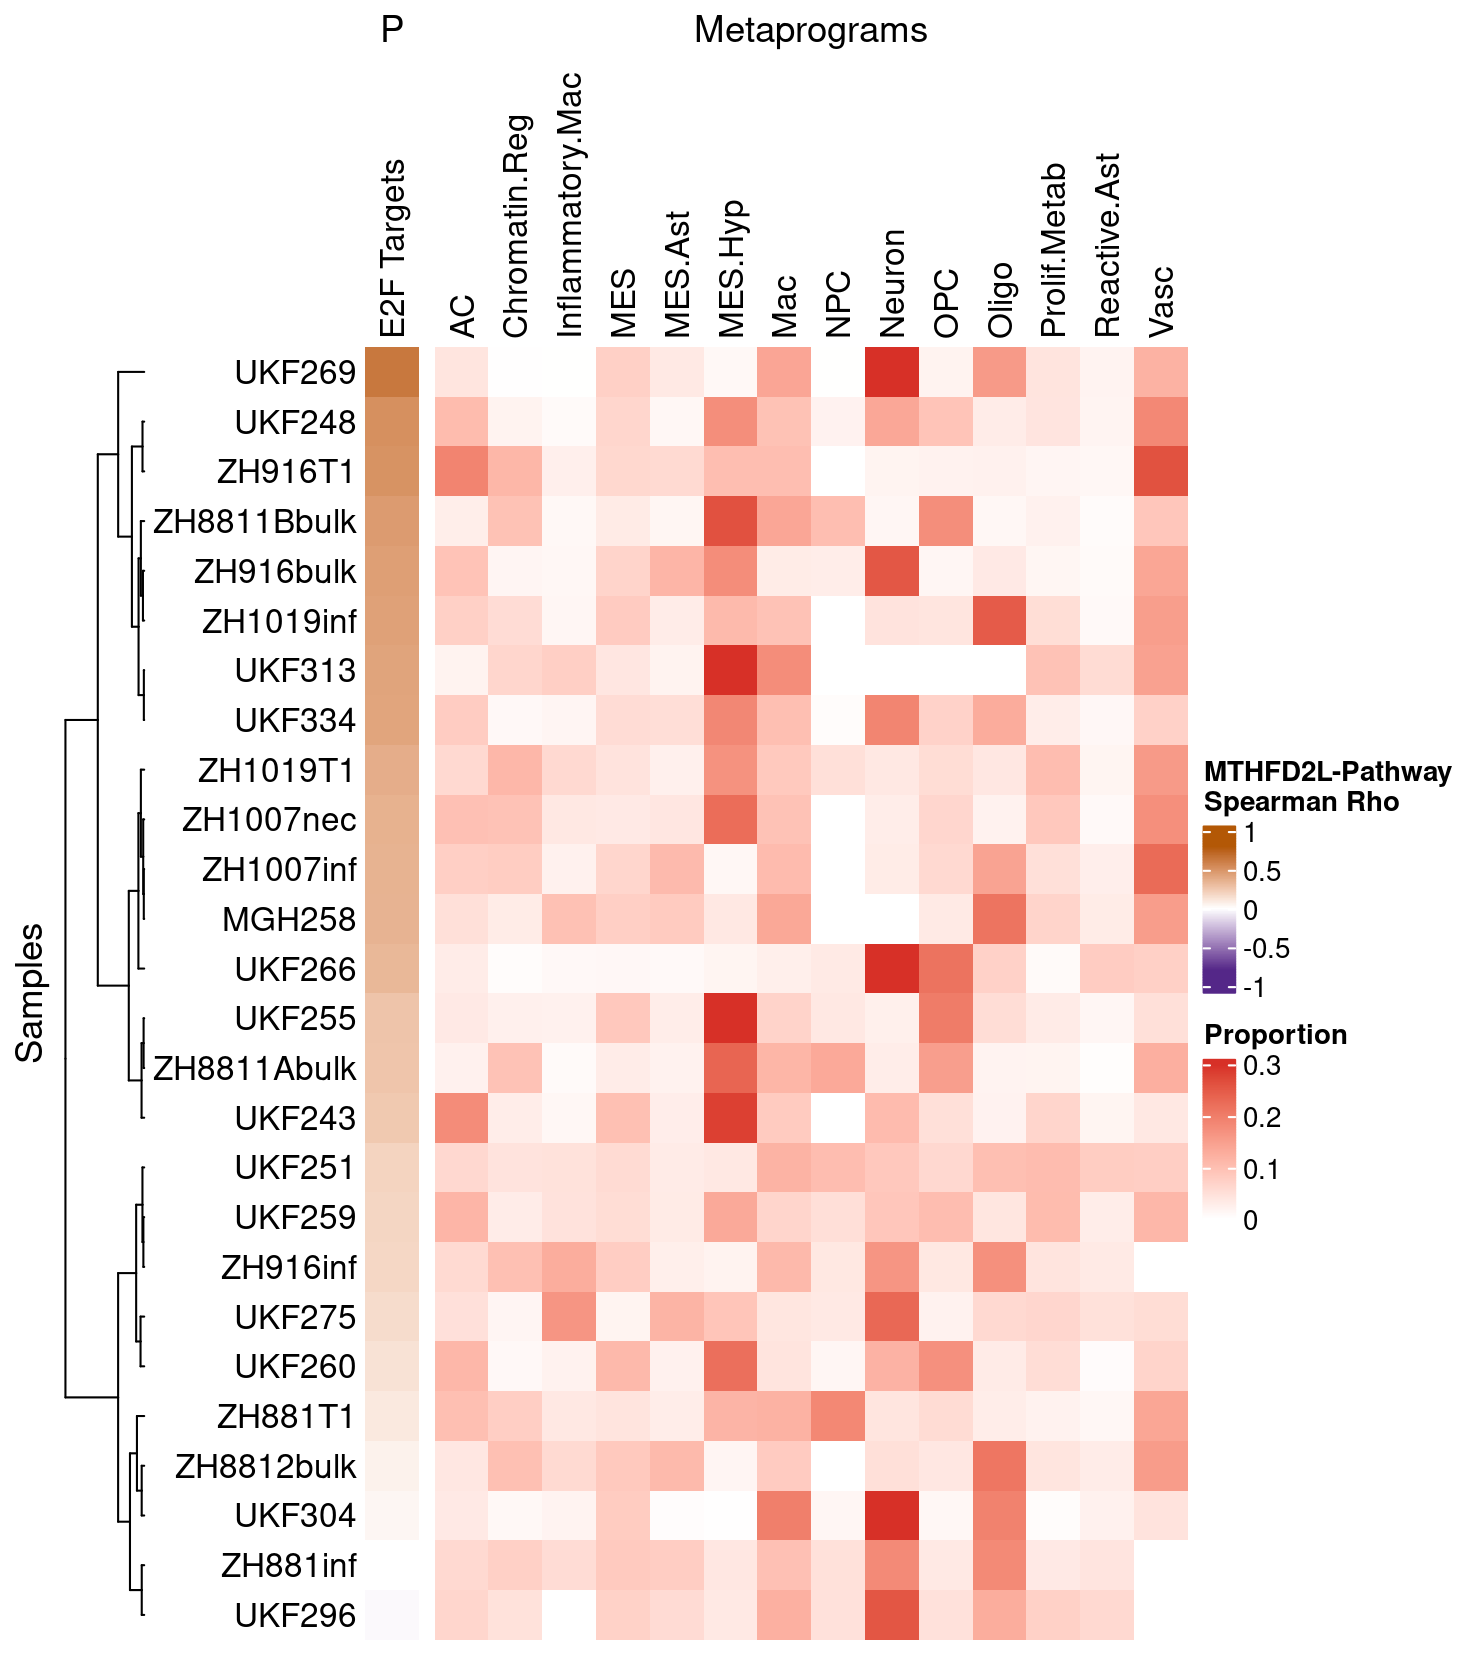 P
Metaprograms
E2F Targets
AC
Chromatin.Reg
Inflammatory.Mac
MES
MES.Ast
MES.Hyp
Mac
NPC
Neuron
OPC
Oligo
Prolif.Metab
Reactive.Ast
Vasc
Samples
UKF269
UKF248
ZH916T1
ZH8811Bbulk
ZH916bulk
ZH1019inf
UKF313
UKF334
ZH1019T1
ZH1007nec
ZH1007inf
MGH258
UKF266
UKF255
ZH8811Abulk
UKF243
UKF251
UKF259
ZH916inf
UKF275
UKF260
ZH881T1
ZH8812bulk
UKF304
ZH881inf
UKF296
MTHFD2L-Pathway
Spearman Rho
1
0.5
0
-0.5
-1
Proportion
0.3
0.2
0.1
0